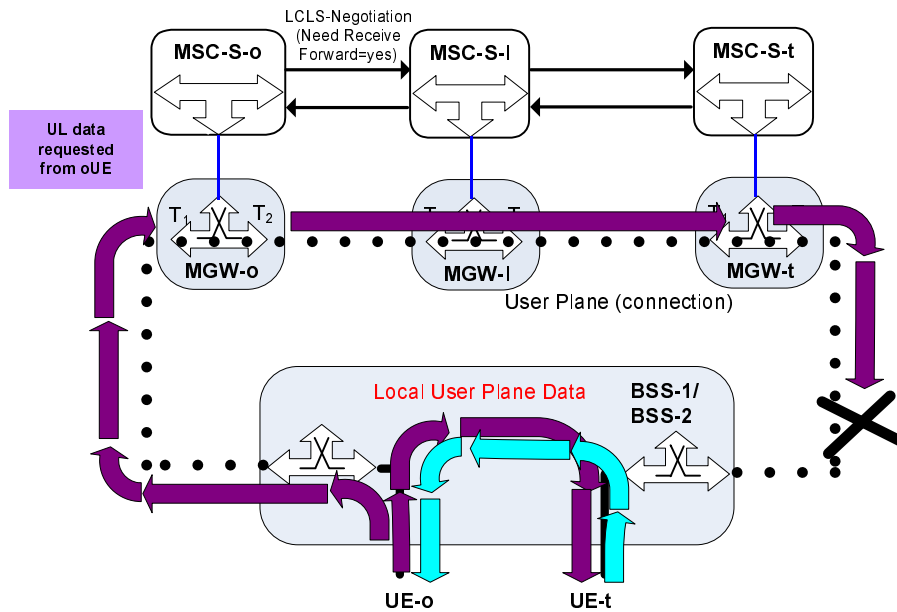 LCLS-Negotiation
(Need Receive
Forward=yes)
MSC-S-o
MSC-S-I
MSC-S-t
UL data
requested
from oUE
T1
T2
MGW-o
MGW-I
MGW-t
User Plane (connection)
Local User Plane Data
BSS-1/
BSS-2
UE-o
UE-t